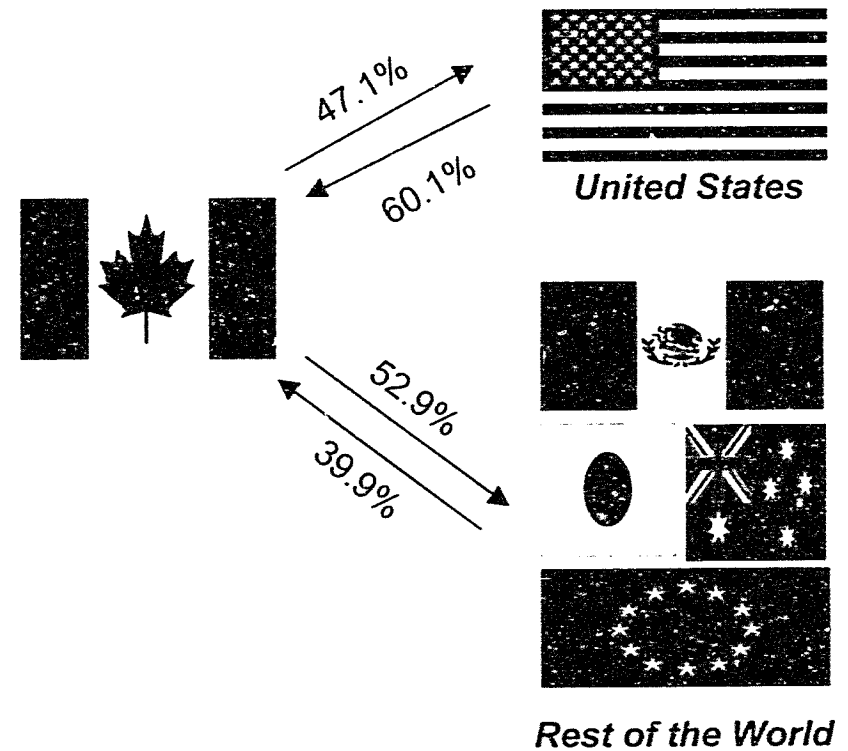 47.1%
60.1%
United States
52.9%
39.9%
Rest of the World